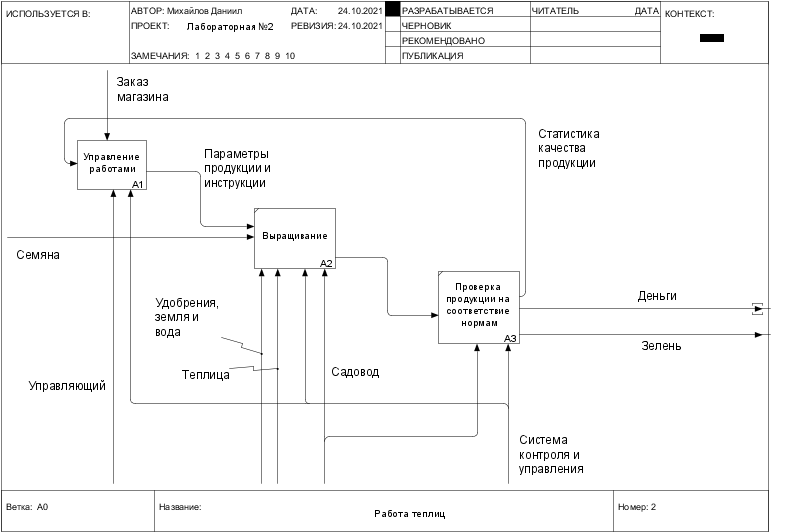 ИСПОЛЬЗУЕТСЯ В:
АВТОР: Михайлов Даниил
ДАТА: 24.10.2021
ПРОЕКТ: Лабораторная №2
РЕВИЗИЯ: 24.10.2021
ЗАМЕЧАНИЯ: 1 2 3 4 5 6 7 8 9 10
РАЗРАБАТЫВАЕТСЯ
ЧЕРНОВИК
РЕКОМЕНДОВАНО
ПУБЛИКАЦИЯ
ЧИТАТЕЛЬ
ДАТА
КОНТЕКСТ:
Заказ
магазина
Статистика
качества
продукции
Управление
работами
A1
Параметры
продукции и
инструкции
Выращивание
A2
Семяна
Проверка
продукции на
соответствие
нормам
A3
Деньги
Зелень
Удобрения,
земля и
вода
Теплица
Садовод
Управляющий
Система
контроля и
управления
Ветка: A0
Название:
Работа теплиц
Номер: 2